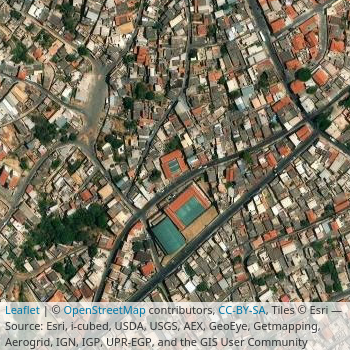 Leaflet | © OpenStreetMap contributors, CC-BY-SA, Tiles © Esri —
Source: Esri, i-cubed, USDA, USGS, AEX, GeoEye, Getmapping,
Aerogrid, IGN, IGP, UPR-EGP, and the GIS User Community